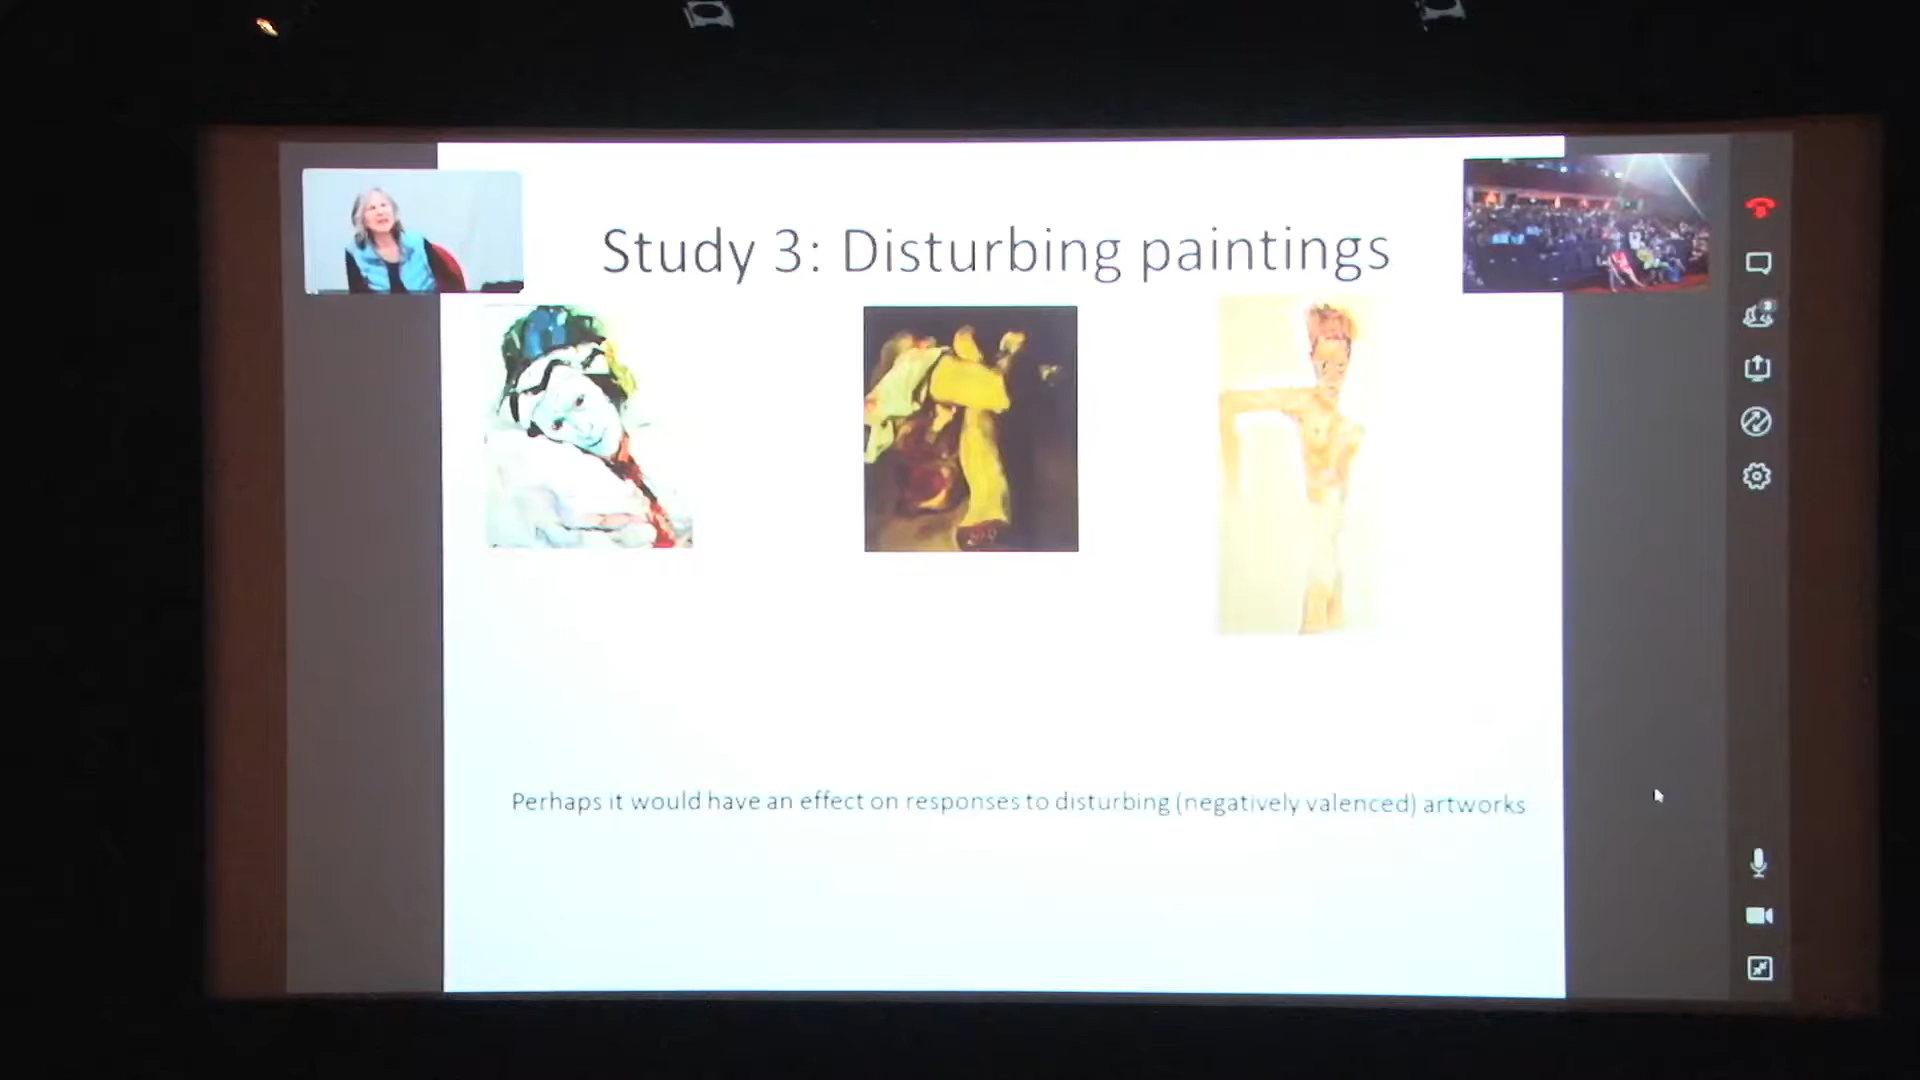 Study 3: Disturbing paintings
Perhaps it would have an effect on responses to disturbing (negatively valenced) artworks